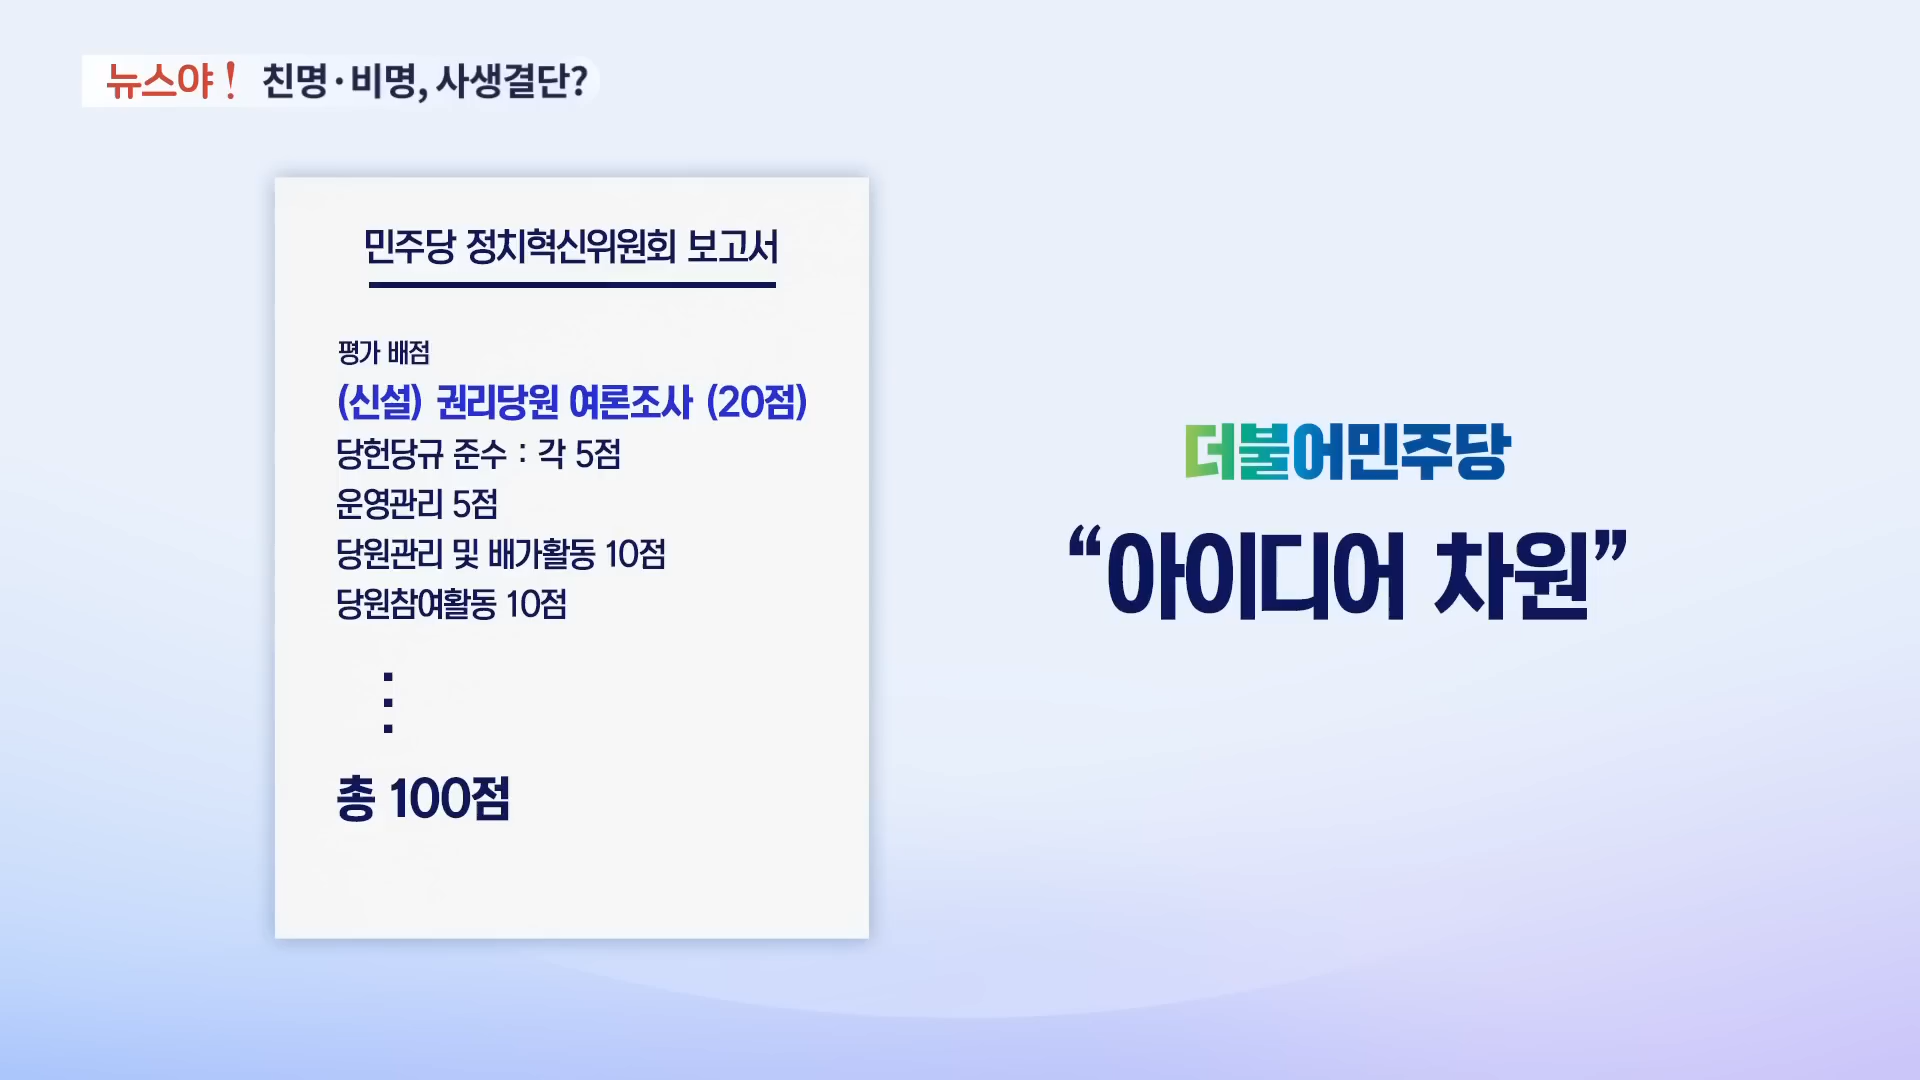 뉴스야! 친명·비명, 사생결단?
민주당 정치혁신위원회 보고서
평가 배점
(신설) 권리당원 여론조사 (20점)
당헌당규 준수 : 각 5점
운영관리 5점
당원관리 및 배가활동 10점
당원참여활동 10점
⋮
총 100점
더불어민주당
“아이디어 차원”